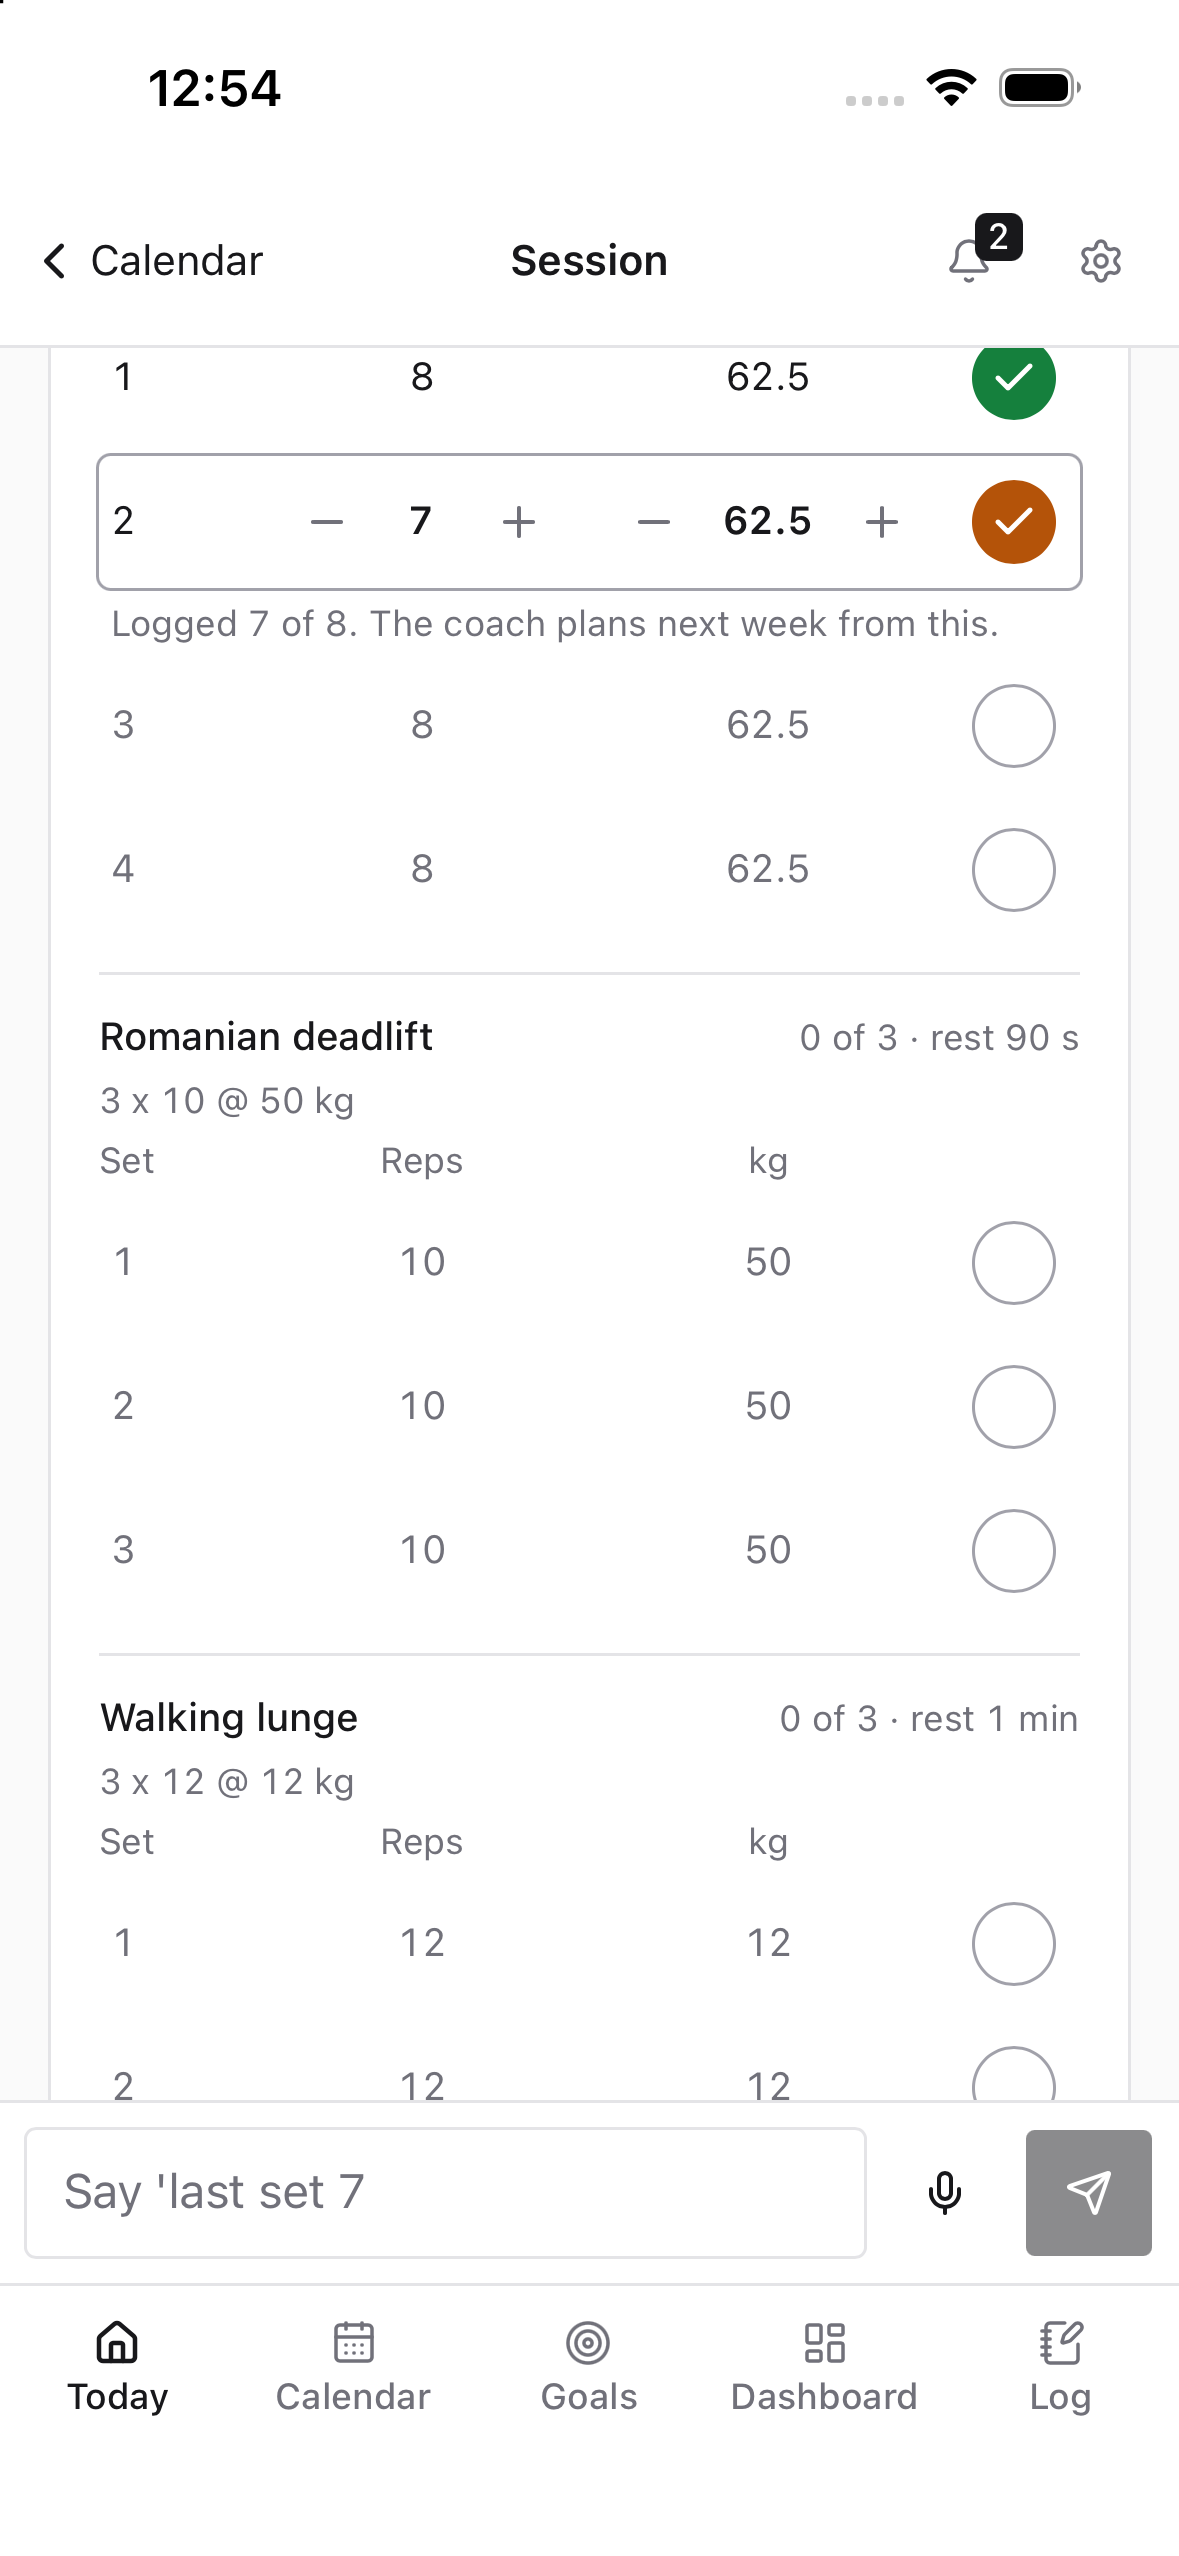 12:54
Calendar
Session
2
1 8 62.5
2 7 62.5
Logged 7 of 8. The coach plans next week from this.
3 8 62.5
4 8 62.5
Romanian deadlift 0 of 3 · rest 90 s
3 x 10 @ 50 kg
Set Reps kg
1 10 50
2 10 50
3 10 50
Walking lunge 0 of 3 · rest 1 min
3 x 12 @ 12 kg
Set Reps kg
1 12 12
2 12 12
Say 'last set 7
Today Calendar Goals Dashboard Log